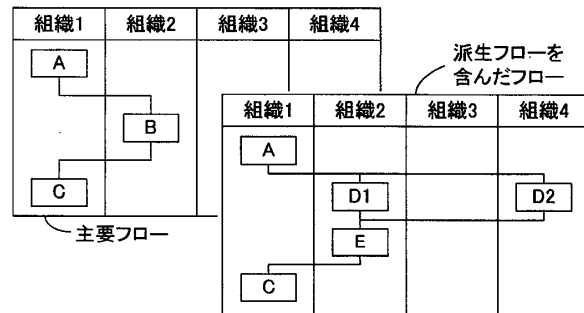 組織1 組織2 組織3 組織4
A
B
C
主要フロー
派生フローを
含んだフロー
組織1 組織2 組織3 組織4
A
D1 D2
E
C